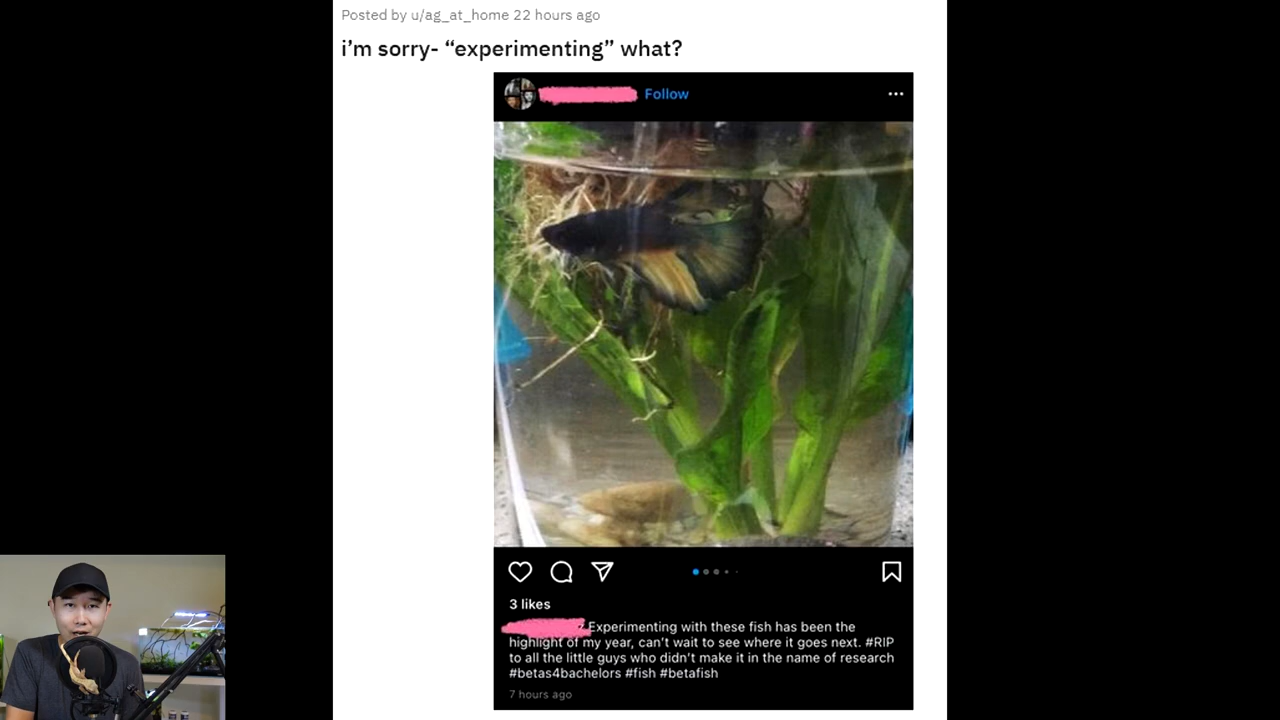 Posted by u/ag_at_home 22 hours ago
i'm sorry- “experimenting” what?
Follow
3 likes
Experimenting with these fish has been the
highlight of my year, can't wait to see where it goes next. #RIP
to all the little guys who didn't make it in the name of research
#betas4bachelors #fish #betafish
7 hours ago